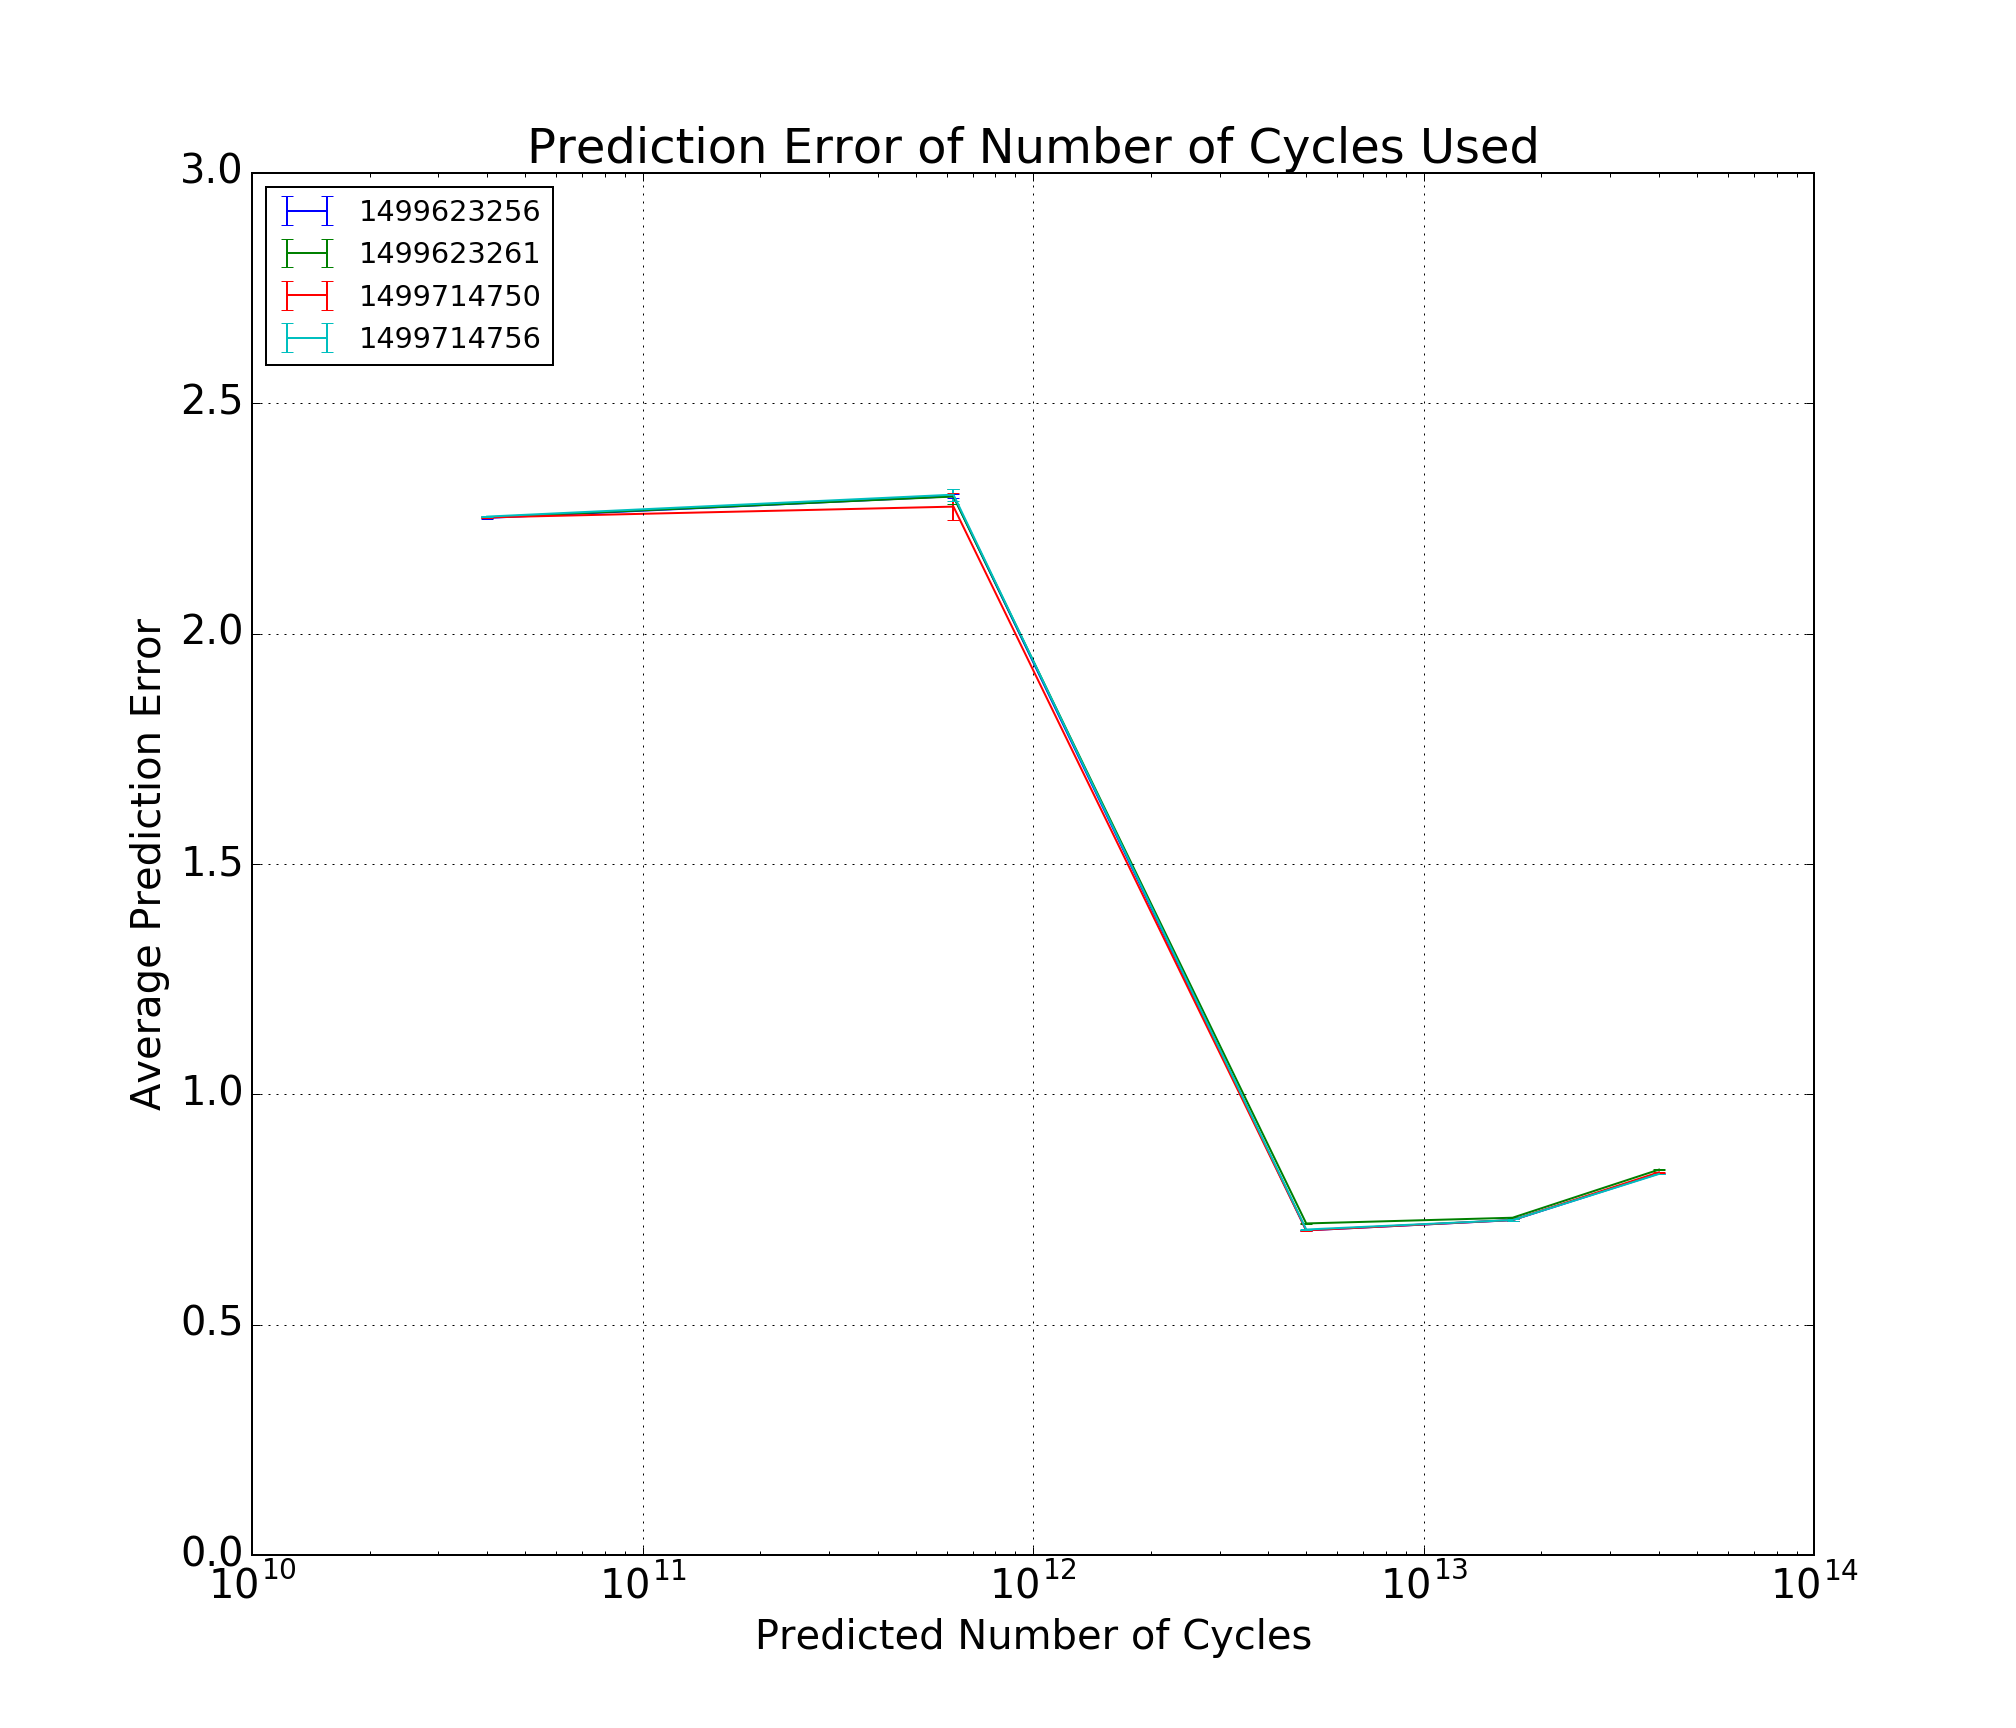 Prediction Error of Number of Cycles Used
3.0
1499623256
1499623261
1499714750
1499714756
2.5
2.0
1.5
1.0
0.5
0.0
Average Prediction Error
10^10 10^11 10^12 10^13 10^14
Predicted Number of Cycles